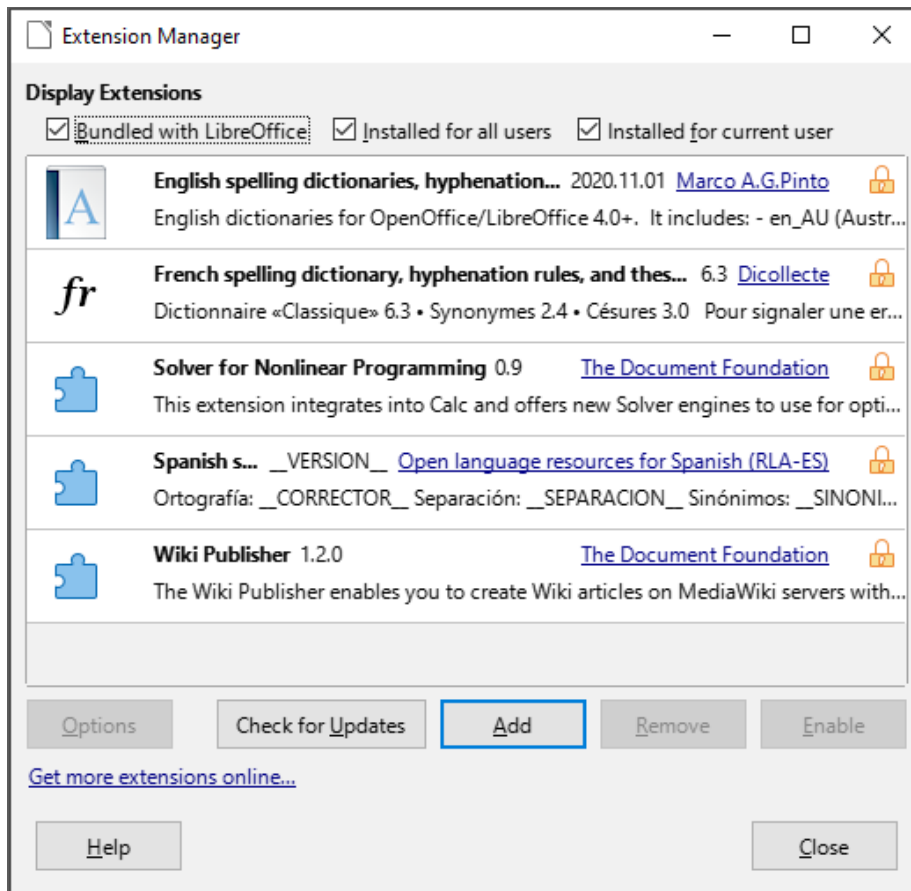 Extension Manager
Display Extensions
Bundled with LibreOffice Installed for all users Installed for current user
A English spelling dictionaries, hyphenation... 2020.11.01 Marco A.G.Pinto
English dictionaries for OpenOffice/LibreOffice 4.0+. It includes: - en_AU (Austr...
fr French spelling dictionary, hyphenation rules, and thes... 6.3 Dicollecte
Dictionnaire «Classique» 6.3 • Synonymes 2.4 • Césures 3.0 Pour signaler une er...
Solver for Nonlinear Programming 0.9 The Document Foundation
This extension integrates into Calc and offers new Solver engines to use for opti...
Spanish s... __VERSION__ Open language resources for Spanish (RLA-ES)
Ortografía: __CORRECTOR__ Separación: __SEPARACION__ Sinónimos: __SINONI...
Wiki Publisher 1.2.0 The Document Foundation
The Wiki Publisher enables you to create Wiki articles on MediaWiki servers with...
Options Check for Updates Add Remove Enable
Get more extensions online...
Help Close